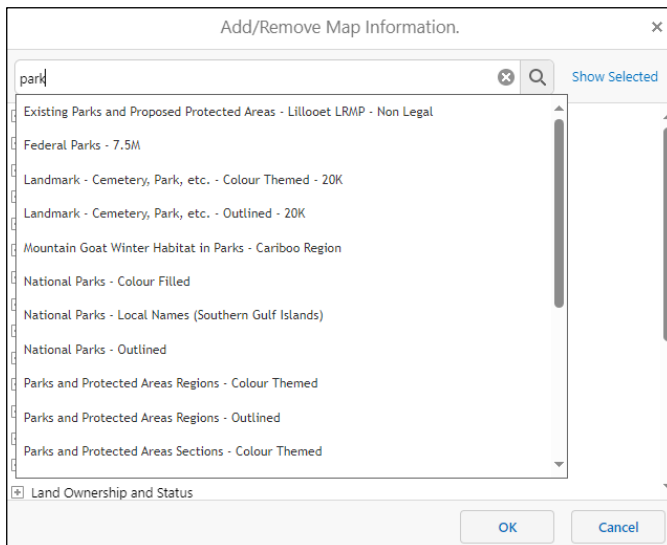 Add/Remove Map Information.
park
Show Selected
Existing Parks and Proposed Protected Areas - Lillooet LRMP - Non Legal
Federal Parks - 7.5M
Landmark - Cemetery, Park, etc. - Colour Themed - 20K
Landmark - Cemetery, Park, etc. - Outlined - 20K
Mountain Goat Winter Habitat in Parks - Cariboo Region
National Parks - Colour Filled
National Parks - Local Names (Southern Gulf Islands)
National Parks - Outlined
Parks and Protected Areas Regions - Colour Themed
Parks and Protected Areas Regions - Outlined
Parks and Protected Areas Sections - Colour Themed
Land Ownership and Status
OK
Cancel